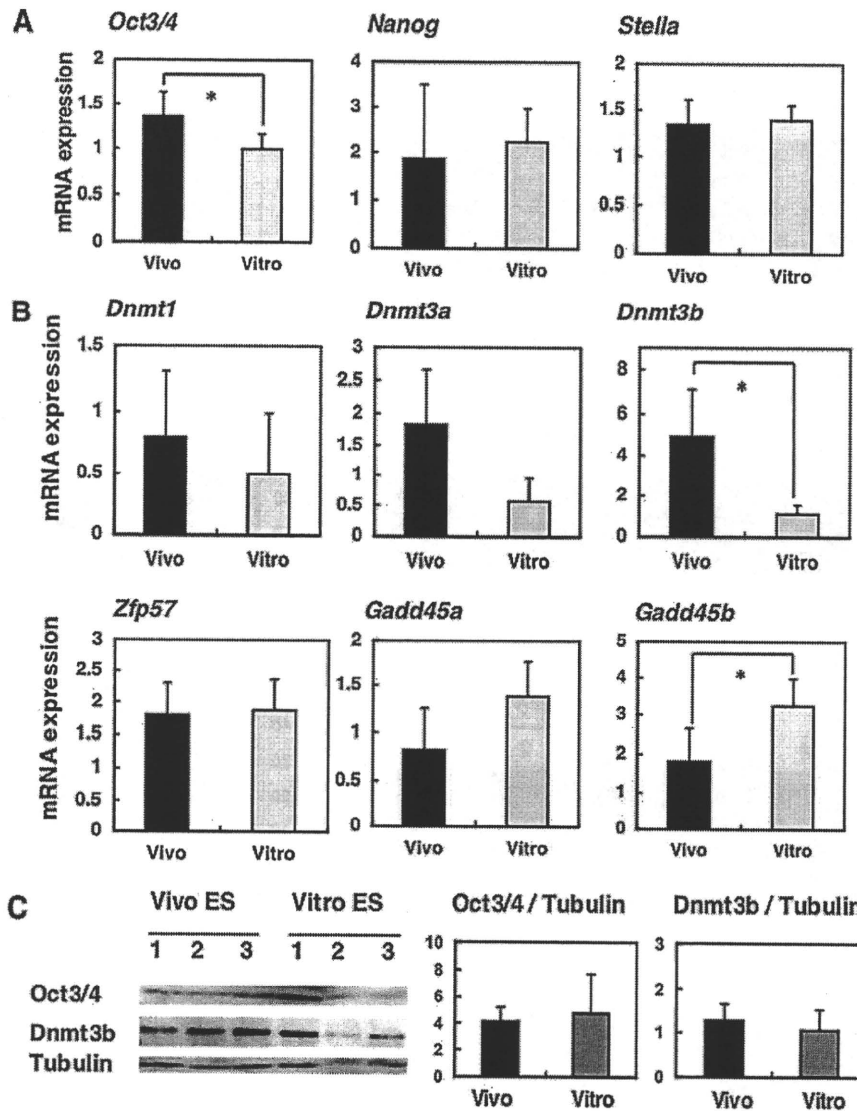 A
Oct3/4 Nanog Stella
mRNA expression
2
1.5
1
0.5
0
*
Vivo Vitro
4
3
2
1
0
Vivo Vitro
2
1.5
1
0.5
0
Vivo Vitro
B
Dnmt1 Dnmt3a Dnmt3b
mRNA expression
1.5
1
0.5
0
Vivo Vitro
3
2.5
2
1.5
1
0.5
0
Vivo Vitro
8
6
4
2
0
*
Vivo Vitro
Zfp57 Gadd45a Gadd45b
mRNA expression
3
2.5
2
1.5
1
0.5
0
Vivo Vitro
2
1.5
1
0.5
0
Vivo Vitro
5
4
3
2
1
0
*
Vivo Vitro
C
Vivo ES Vitro ES
1 2 3 1 2 3
Oct3/4
Dnmt3b
Tubulin
Oct3/4 / Tubulin
10
8
6
4
2
0
Vivo Vitro
Dnmt3b / Tubulin
3
2
1
0
Vivo Vitro